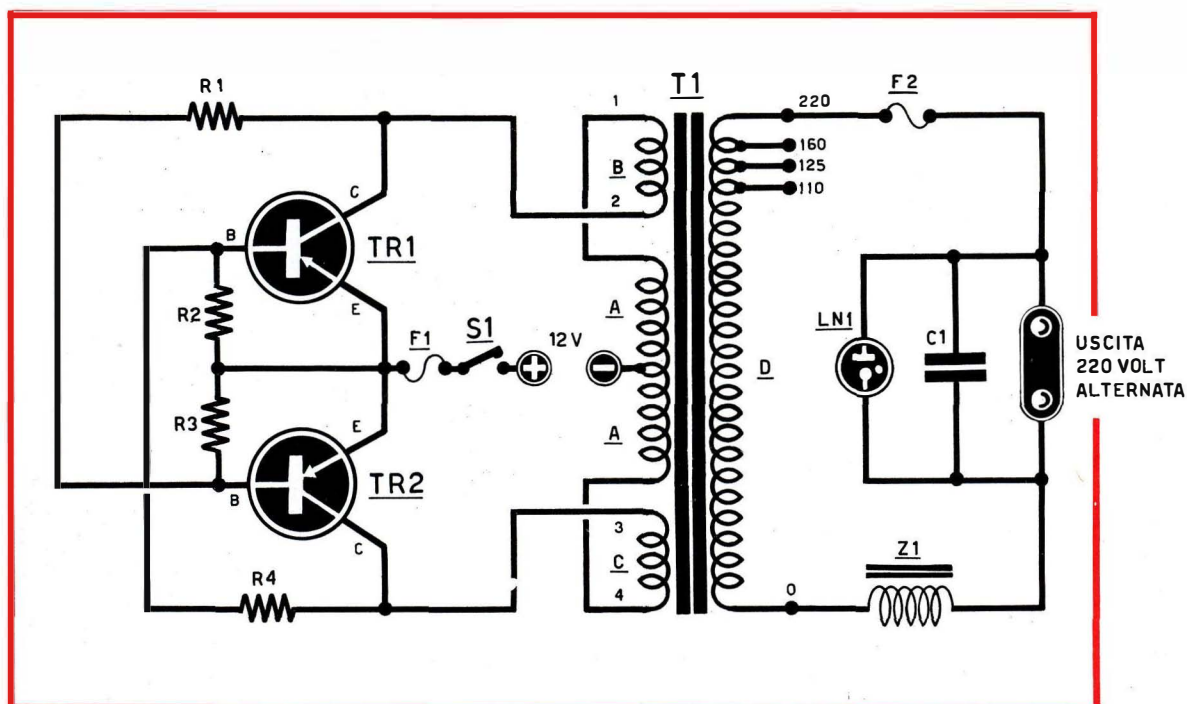 R1
C
B
TR1
E
R2
R3
F1
S1
12 V
+
−
E
B
TR2
C
R4
T1
1
B
2
A
A
3
C
4
D
220
160
125
110
0
F2
LN1
C1
Z1
USCITA
220 VOLT
ALTERNATA